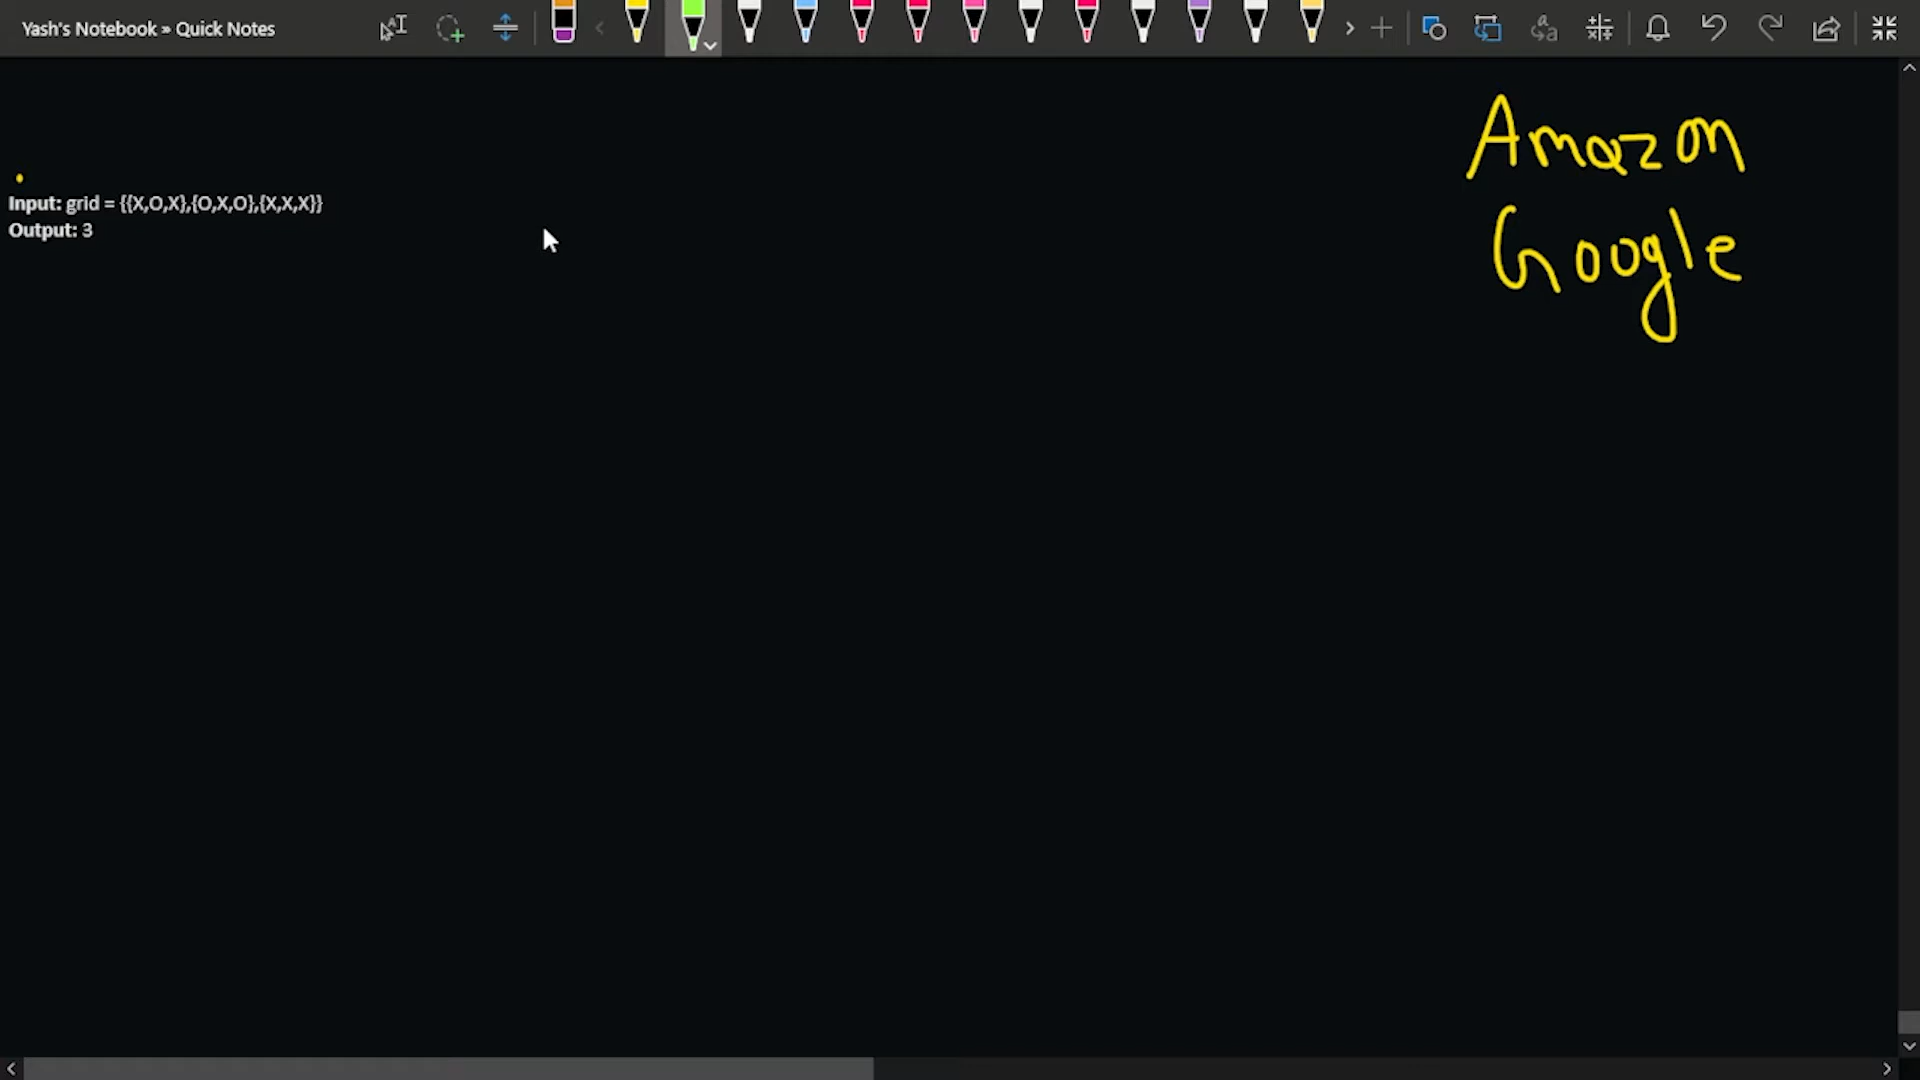 Yash's Notebook » Quick Notes
Amazon
Google
Input: grid = {{X,O,X},{O,X,O},{X,X,X}}
Output: 3